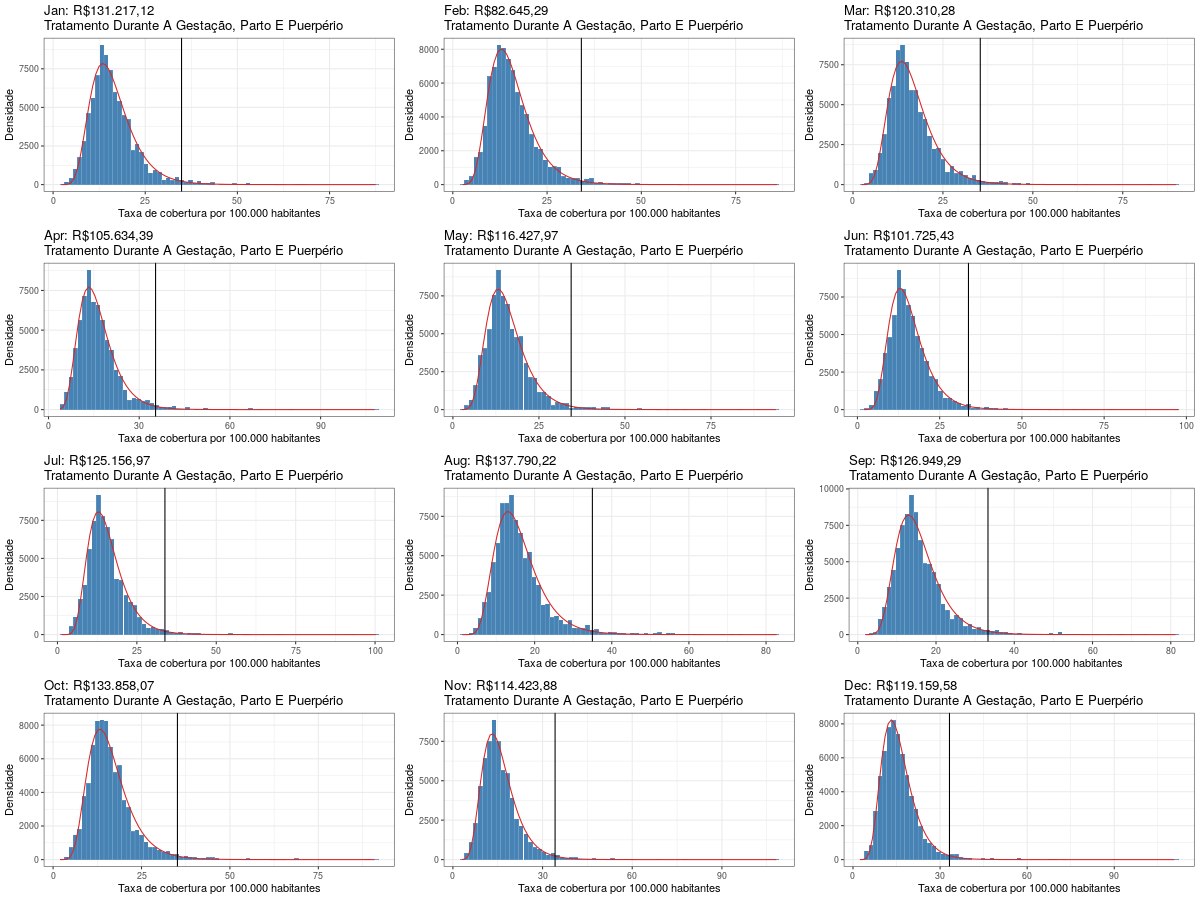 Jan: R$131.217,12
Tratamento Durante A Gestação, Parto E Puerpério
Densidade
7500
5000
2500
0
0 25 50 75
Taxa de cobertura por 100.000 habitantes
Feb: R$82.645,29
Tratamento Durante A Gestação, Parto E Puerpério
Densidade
8000
6000
4000
2000
0
0 25 50 75
Taxa de cobertura por 100.000 habitantes
Mar: R$120.310,28
Tratamento Durante A Gestação, Parto E Puerpério
Densidade
7500
5000
2500
0
0 25 50 75
Taxa de cobertura por 100.000 habitantes
Apr: R$105.634,39
Tratamento Durante A Gestação, Parto E Puerpério
Densidade
7500
5000
2500
0
0 30 60 90
Taxa de cobertura por 100.000 habitantes
May: R$116.427,97
Tratamento Durante A Gestação, Parto E Puerpério
Densidade
7500
5000
2500
0
0 25 50 75
Taxa de cobertura por 100.000 habitantes
Jun: R$101.725,43
Tratamento Durante A Gestação, Parto E Puerpério
Densidade
7500
5000
2500
0
0 25 50 75 100
Taxa de cobertura por 100.000 habitantes
Jul: R$125.156,97
Tratamento Durante A Gestação, Parto E Puerpério
Densidade
7500
5000
2500
0
0 25 50 75 100
Taxa de cobertura por 100.000 habitantes
Aug: R$137.790,22
Tratamento Durante A Gestação, Parto E Puerpério
Densidade
7500
5000
2500
0
0 20 40 60 80
Taxa de cobertura por 100.000 habitantes
Sep: R$126.949,29
Tratamento Durante A Gestação, Parto E Puerpério
Densidade
10000
7500
5000
2500
0
0 20 40 60 80
Taxa de cobertura por 100.000 habitantes
Oct: R$133.858,07
Tratamento Durante A Gestação, Parto E Puerpério
Densidade
8000
6000
4000
2000
0
0 25 50 75
Taxa de cobertura por 100.000 habitantes
Nov: R$114.423,88
Tratamento Durante A Gestação, Parto E Puerpério
Densidade
7500
5000
2500
0
0 30 60 90
Taxa de cobertura por 100.000 habitantes
Dec: R$119.159,58
Tratamento Durante A Gestação, Parto E Puerpério
Densidade
8000
6000
4000
2000
0
0 30 60 90
Taxa de cobertura por 100.000 habitantes